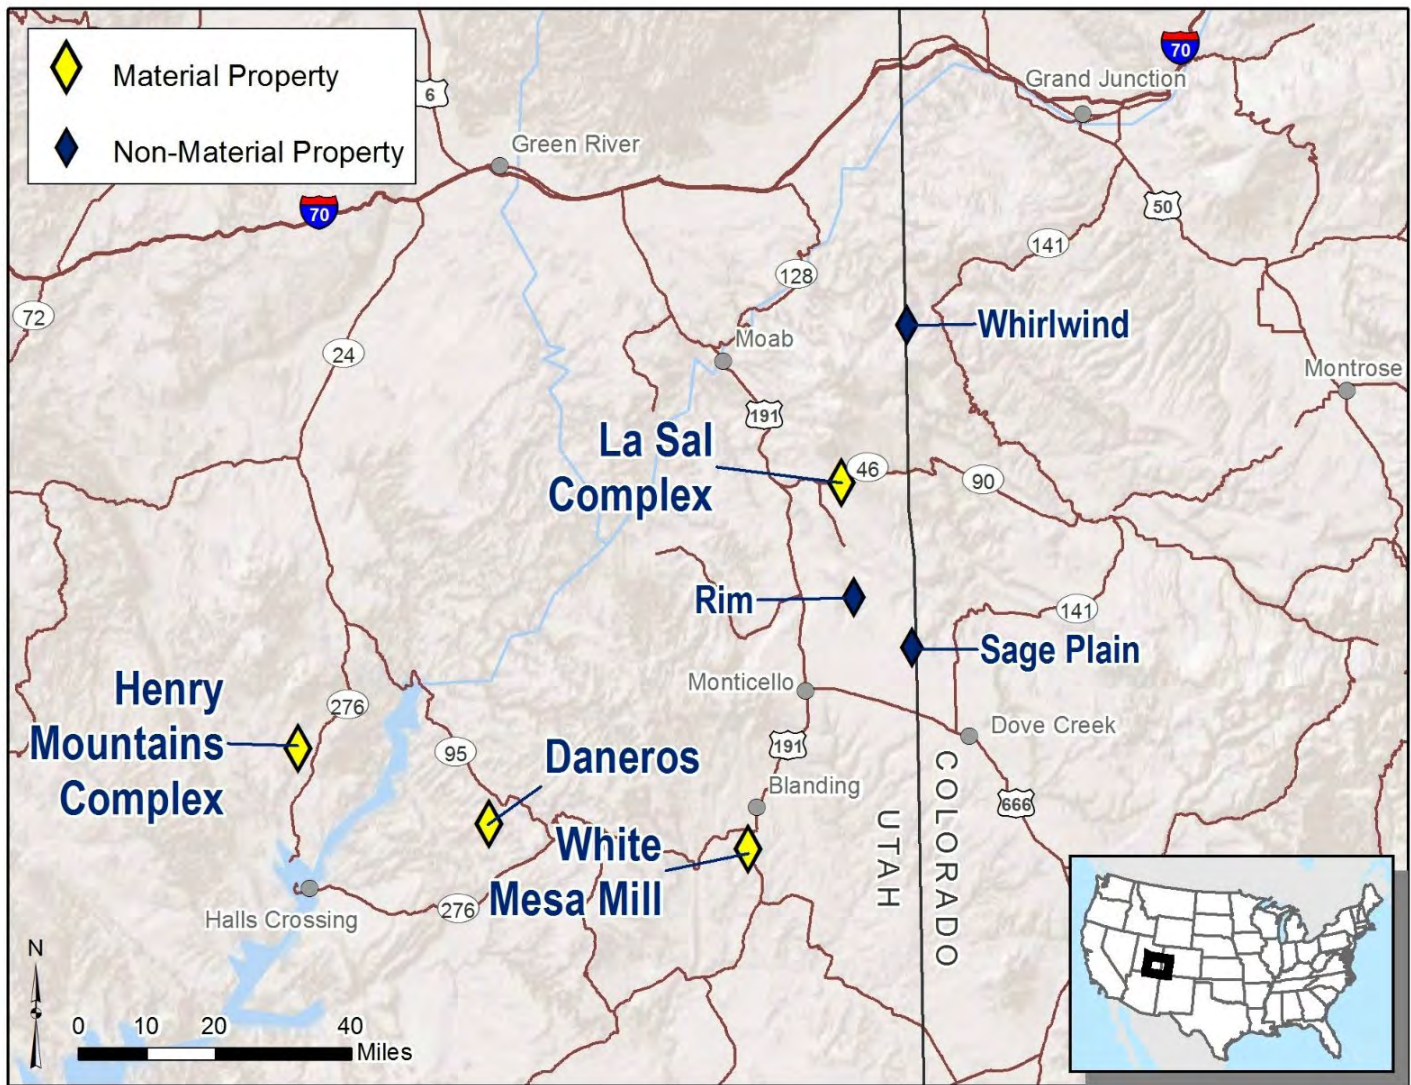 Material Property
Non-Material Property
6
70
Grand Junction
Green River
70
50
141
128
72
24
Whirlwind
Moab
Montrose
191
La Sal
Complex
46
90
Rim
141
Sage Plain
Monticello
Henry
Mountains
Complex
276
95
Daneros
191
Dove Creek
Blanding
666
UTAH
COLORADO
White
Mesa Mill
Halls Crossing
276
N
0 10 20 40
Miles